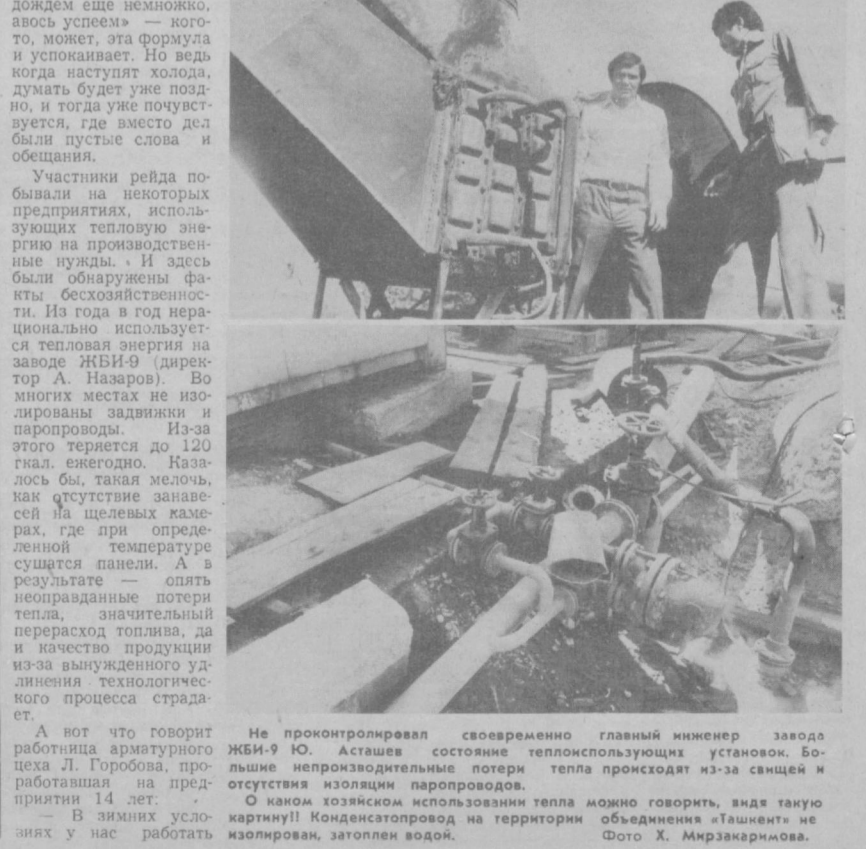 дождем еще немножко,
авось успеем» — кого-
то, может, эта формула
и успокаивает. Но ведь
когда наступят холода,
думать будет уже позд-
но, и тогда уже почувст-
вуется, где вместо дел
были пустые слова и
обещания.
Участники рейда по-
бывали на некоторых
предприятиях, исполь-
зующих тепловую эне-
ргию на производствен-
ные нужды. И здесь
были обнаружены фа-
кты бесхозяйственнос-
ти. Из года в год нера-
ционально используетт-
ся тепловая энергия на
заводе ЖБИ-9 (дирек-
тор А. Назаров). Во
многих местах не изо-
лированы задвижки и
паропроводы. Из-за
этого теряется до 120
гкал. ежегодно. Каза-
лось бы, такая мелочь,
как отсутствие занаве-
сей на щелевых каме-
рах, где при опреде-
ленной температуре
сушатся панели. А в
результате — опять
неоправданные потери
тепла, значительный
перерасход топлива, да
и качество продукции
из-за вынужденного уд-
линения технологичес-
кого процесса страда-
ет.
А вот что говорит
работница арматурного
цеха Л. Горобова, про-
работавшая на пред-
приятии 14 лет:
— В зимних усло-
виях у нас работать
Не проконтролировал своевременно главный инженер завода
ЖБИ-9 Ю. Асташев состояние теплоиспользующих установок. Бо-
льшие непроизводительные потери тепла происходят из-за свищей и
отсутствия изоляции паропроводов.
О каком хозяйском использовании тепла можно говорить, видя такую
картину!! Конденсатопровод на территории объединения «Ташкент» не
изолирован, затоплен водой. Фото Х. Мирзакаримова.